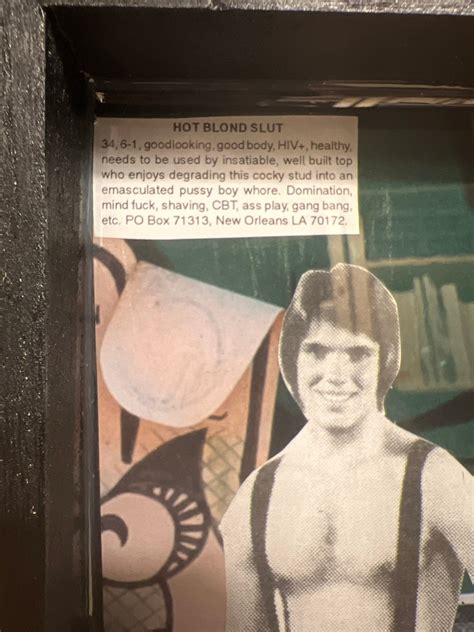 HOT BLOND SLUT
34, 6-1, goodlooking, good body, HIV+, healthy,
needs to be used by insatiable, well built top
who enjoys degrading this cocky stud into an
emasculated pussy boy whore. Domination,
mind fuck, shaving, CBT, ass play, gang bang,
etc. PO Box 71313, New Orleans LA 70172.